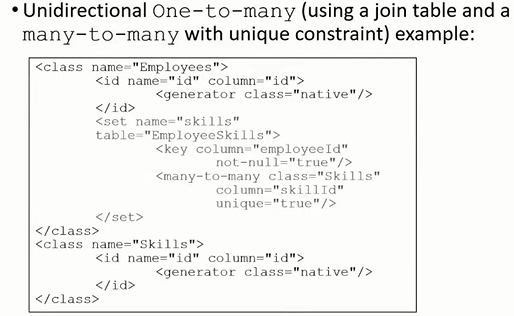 • Unidirectional One-to-many (using a join table and a
many-to-many with unique constraint) example:
<class name="Employees">
<id name="id" column="id">
<generator class="native"/>
</id>
<set name="skills"
table="EmployeeSkills">
<key column="employeeId"
not-null="true"/>
<many-to-many class="Skills"
column="skillId"
unique="true"/>
</set>
</class>
<class name="Skills">
<id name="id" column="id">
<generator class="native"/>
</id>
</class>